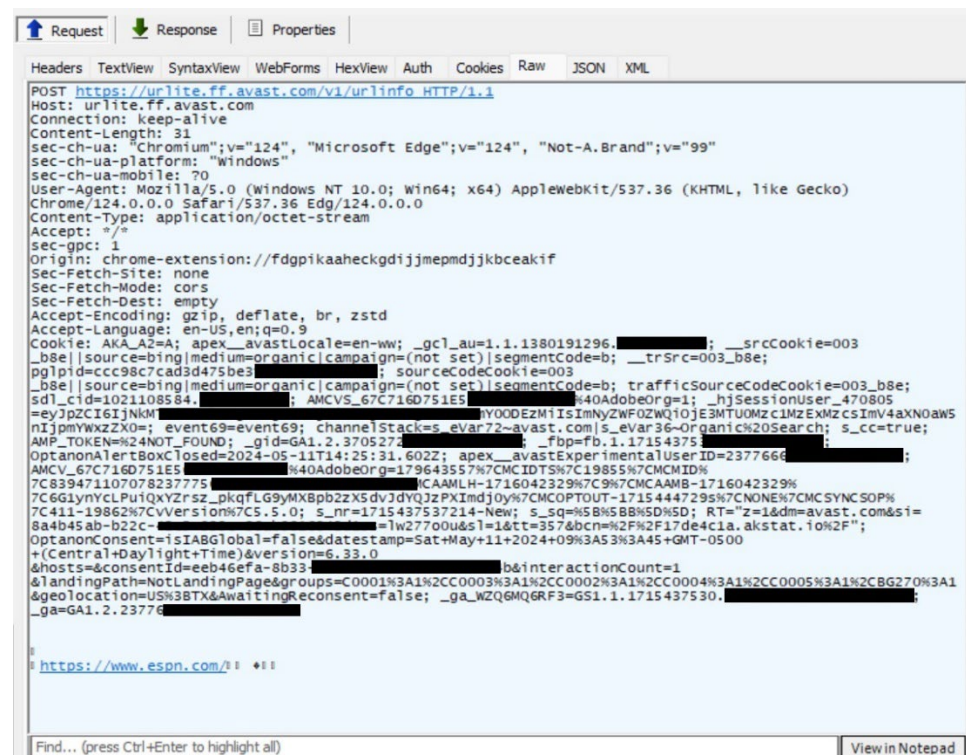 Request Response Properties
Headers TextView SyntaxView WebForms HexView Auth Cookies Raw JSON XML
POST https://urlite.ff.avast.com/v1/urlinfo HTTP/1.1
Host: urlite.ff.avast.com
Connection: keep-alive
Content-Length: 31
sec-ch-ua: "Chromium";v="124", "Microsoft Edge";v="124", "Not-A.Brand";v="99"
sec-ch-ua-platform: "Windows"
sec-ch-ua-mobile: ?0
User-Agent: Mozilla/5.0 (Windows NT 10.0; Win64; x64) AppleWebKit/537.36 (KHTML, like Gecko)
Chrome/124.0.0.0 Safari/537.36 Edg/124.0.0.0
Content-Type: application/octet-stream
Accept: */*
sec-gpc: 1
Origin: chrome-extension://fdgpikaaheckgdijjmepmdjjkbceakif
Sec-Fetch-Site: none
Sec-Fetch-Mode: cors
Sec-Fetch-Dest: empty
Accept-Encoding: gzip, deflate, br, zstd
Accept-Language: en-US,en;q=0.9
Cookie: AKA_A2=A; apex__avastLocale=en-ww; _gcl_au=1.1.1380191296. ; __srcCookie=003
_b8e||source=bing|medium=organic|campaign=(not set)|segmentCode=b; __trSrc=003_b8e;
pglpid=ccc98c7cad3d475be3 ; sourceCodeCookie=003
_b8e||source=bing|medium=organic|campaign=(not set)|segmentCode=b; trafficSourceCodeCookie=003_b8e;
sdl_cid=1021108584. ; AMCVS_67C716D751E5 %40AdobeOrg=1; _hjSessionUser_470805
=eyJpZCI6IjNkMT mYOODEzMiIsImNyZWF0ZWQiOjE3MTU0Mzc1MzExMzcsImV4aXN0aW5
nIjpmYWxzZX0=; event69=event69; channelStack=s_eVar72~avast.com|s_eVar36~Organic%20Search; s_cc=true;
AMP_TOKEN=%24NOT_FOUND; _gid=GA1.2.3705272 ; _fbp=fb.1.17154375 ;
OptanonAlertBoxClosed=2024-05-11T14:25:31.602Z; apex__avastExperimentalUserID=2377666 ;
AMCV_67C716D751E5 %40AdobeOrg=179643557%7CMCIDTS%7C19855%7CMCMID%
7C83947110707823775 MCAAMLH-1716042329%7C9%7CMCAAMB-1716042329%
7C6G1ynYcLPuiQxYZrsz_pkqfLG9yMXBpb2zX5dvJdYQJzPXImdj0y%7CMCOPTOUT-1715444729s%7CNONE%7CMCSYNCSOP%
7C411-19862%7CvVersion%7C5.5.0; s_nr=1715437537214-New; s_sq=%5B%5BB%5D%5D; RT="z=1&dm=avast.com&si=
8a4b45ab-b22c- =lw277o0u&sl=1&tt=357&bcn=%2F%2F17de4c1a.akstat.io%2F";
OptanonConsent=isIABGlobal=false&datestamp=Sat+May+11+2024+09%3A53%3A45+GMT-0500
+(Central+Daylight+Time)&version=6.33.0
&hosts=&consentId=eeb46efa-8b33- b&interactionCount=1
&landingPath=NotLandingPage&groups=C0001%3A1%2CC0003%3A1%2CC0002%3A1%2CC0004%3A1%2CC0005%3A1%2CBG270%3A1
&geolocation=US%3BTX&AwaitingReconsent=false; _ga_WZQ6MQ6RF3=GS1.1.1715437530. ;
_ga=GA1.2.23776
https://www.espn.com/
Find... (press Ctrl+Enter to highlight all) View in Notepad